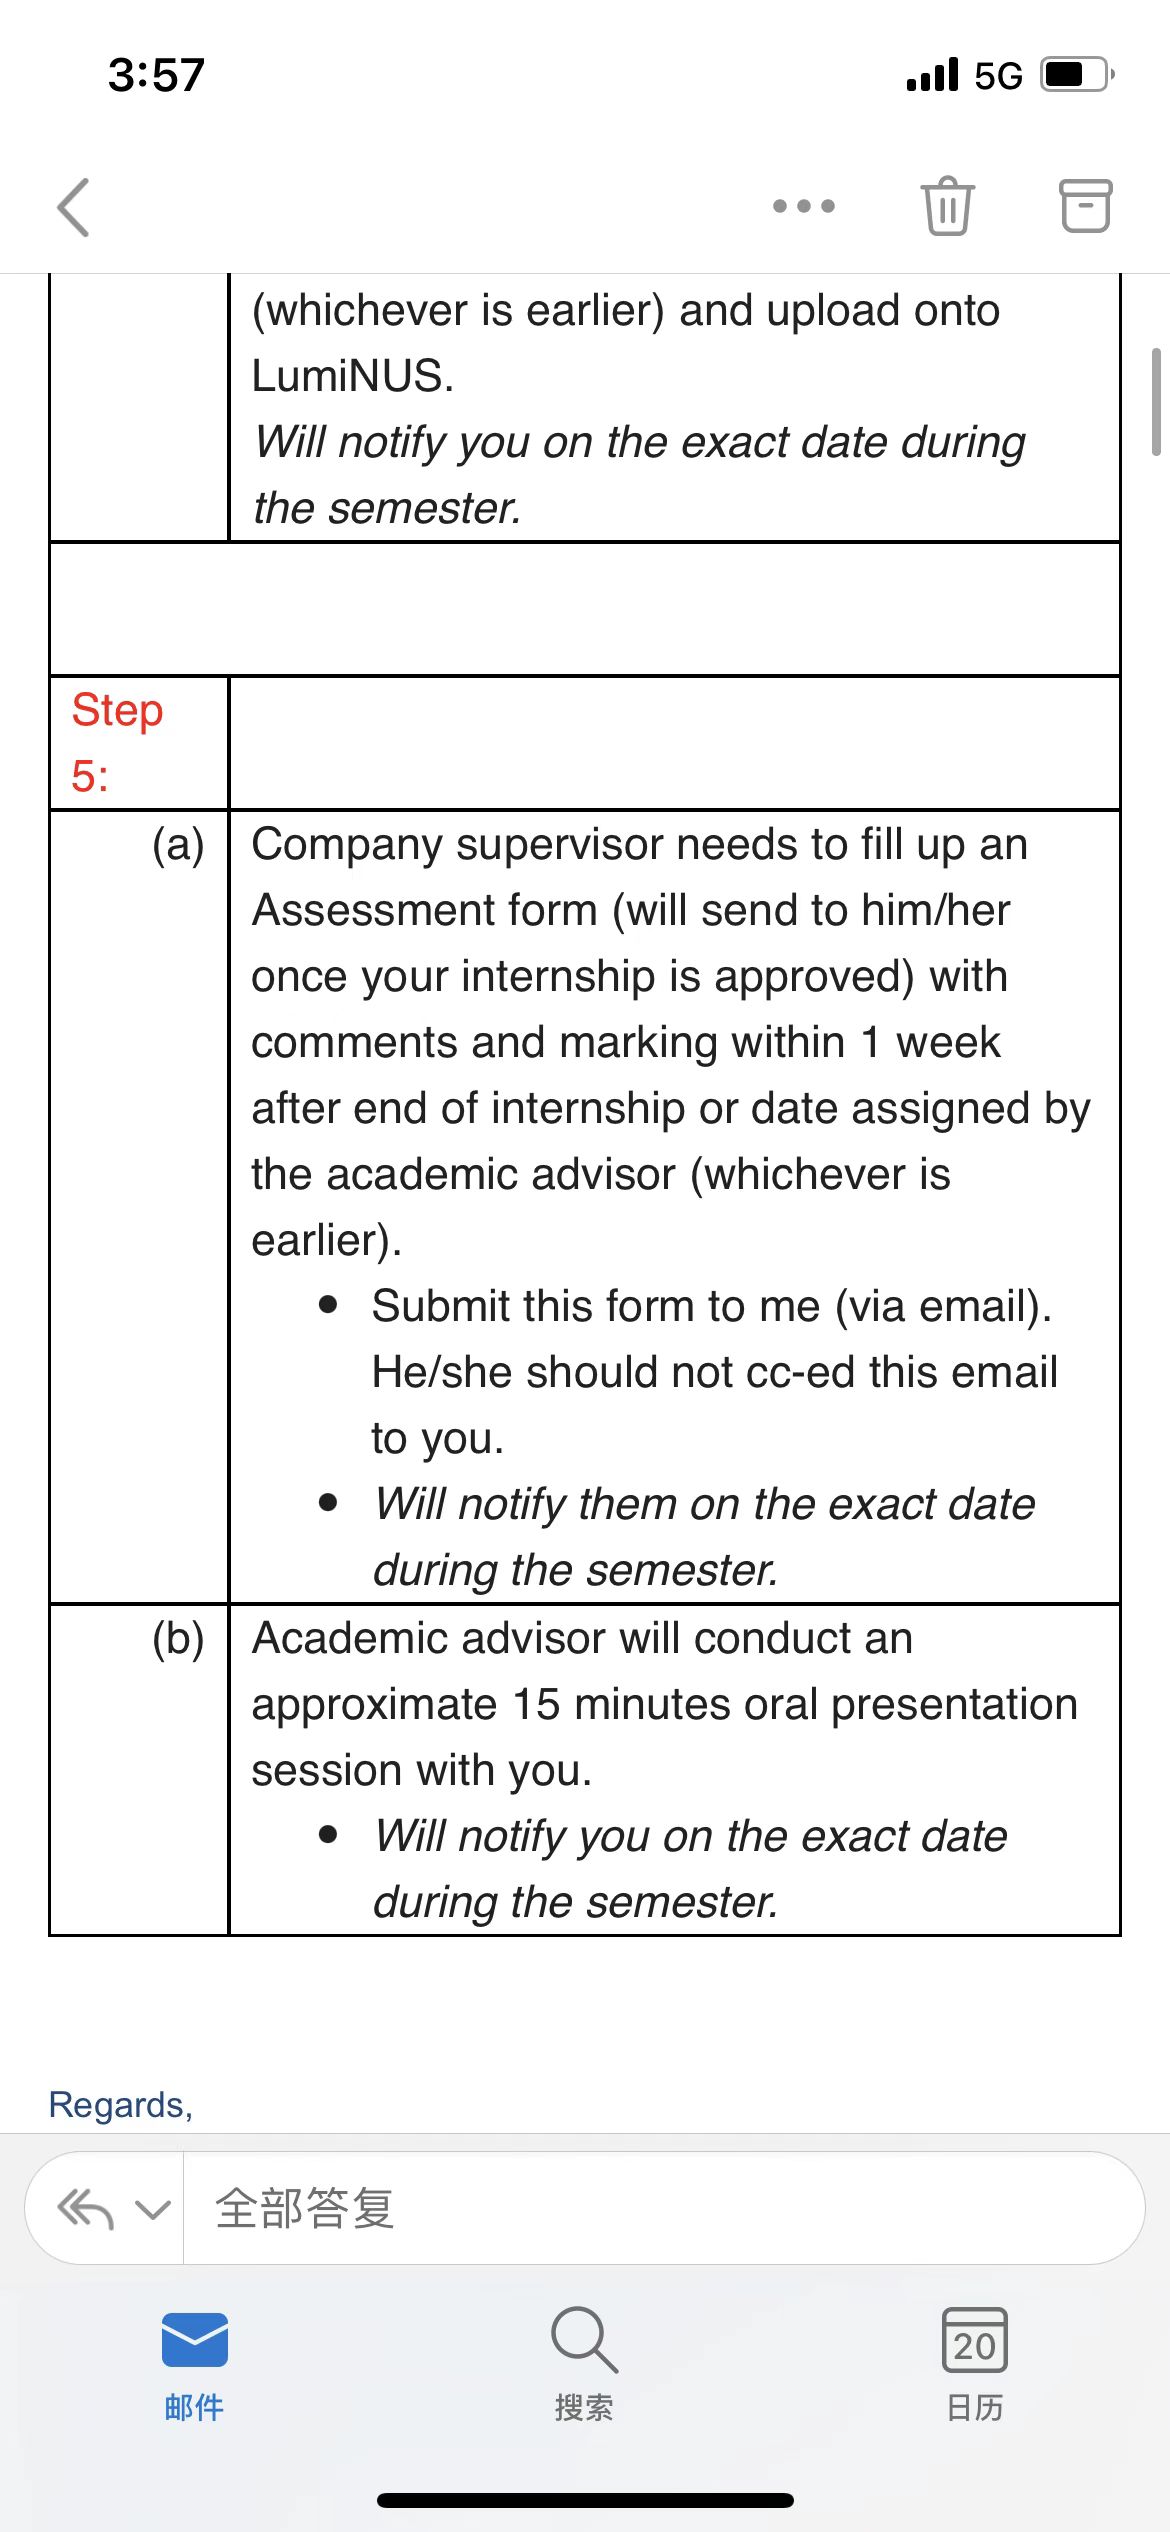 3:57
5G
(whichever is earlier) and upload onto
LumiNUS.
Will notify you on the exact date during
the semester.
Step
5:
(a)
Company supervisor needs to fill up an
Assessment form (will send to him/her
once your internship is approved) with
comments and marking within 1 week
after end of internship or date assigned by
the academic advisor (whichever is
earlier).
• Submit this form to me (via email).
He/she should not cc-ed this email
to you.
• Will notify them on the exact date
during the semester.
(b)
Academic advisor will conduct an
approximate 15 minutes oral presentation
session with you.
• Will notify you on the exact date
during the semester.
Regards,
全部答复
20
邮件
搜索
日历